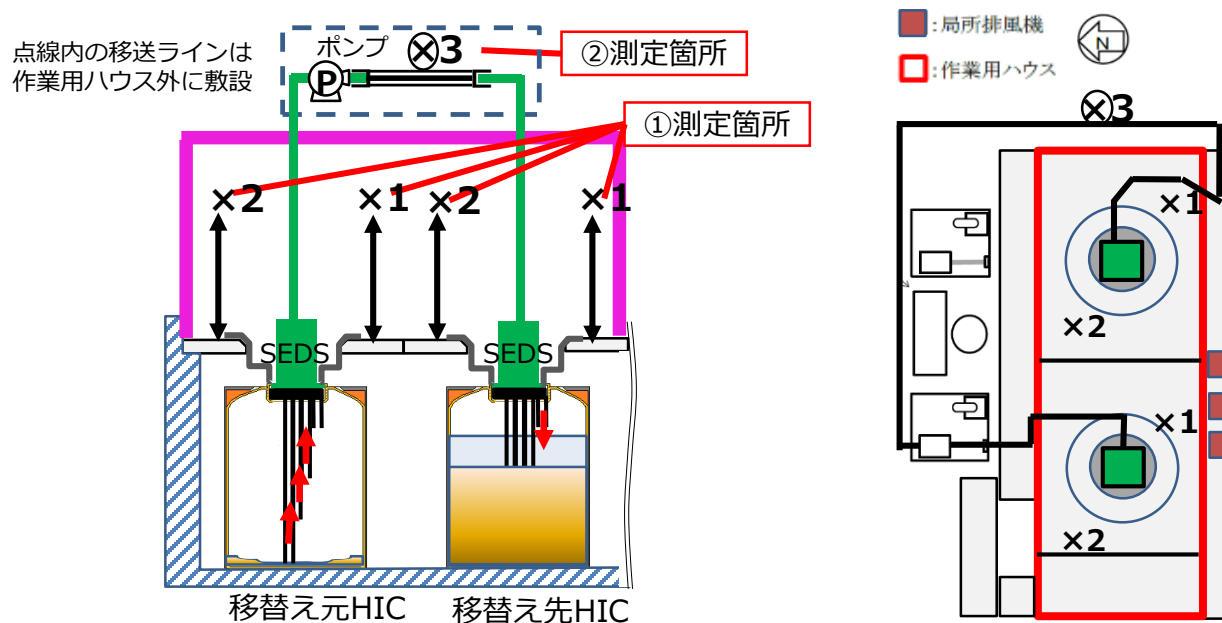 点線内の移送ラインは
作業用ハウス外に敷設
ポンプ
×3
②測定箇所
P
①測定箇所
×2
×1
×2
×1
SEDS
SEDS
移替え元HIC
移替え先HIC
:局所排風機
N
:作業用ハウス
×3
×1
×2
×1
×2